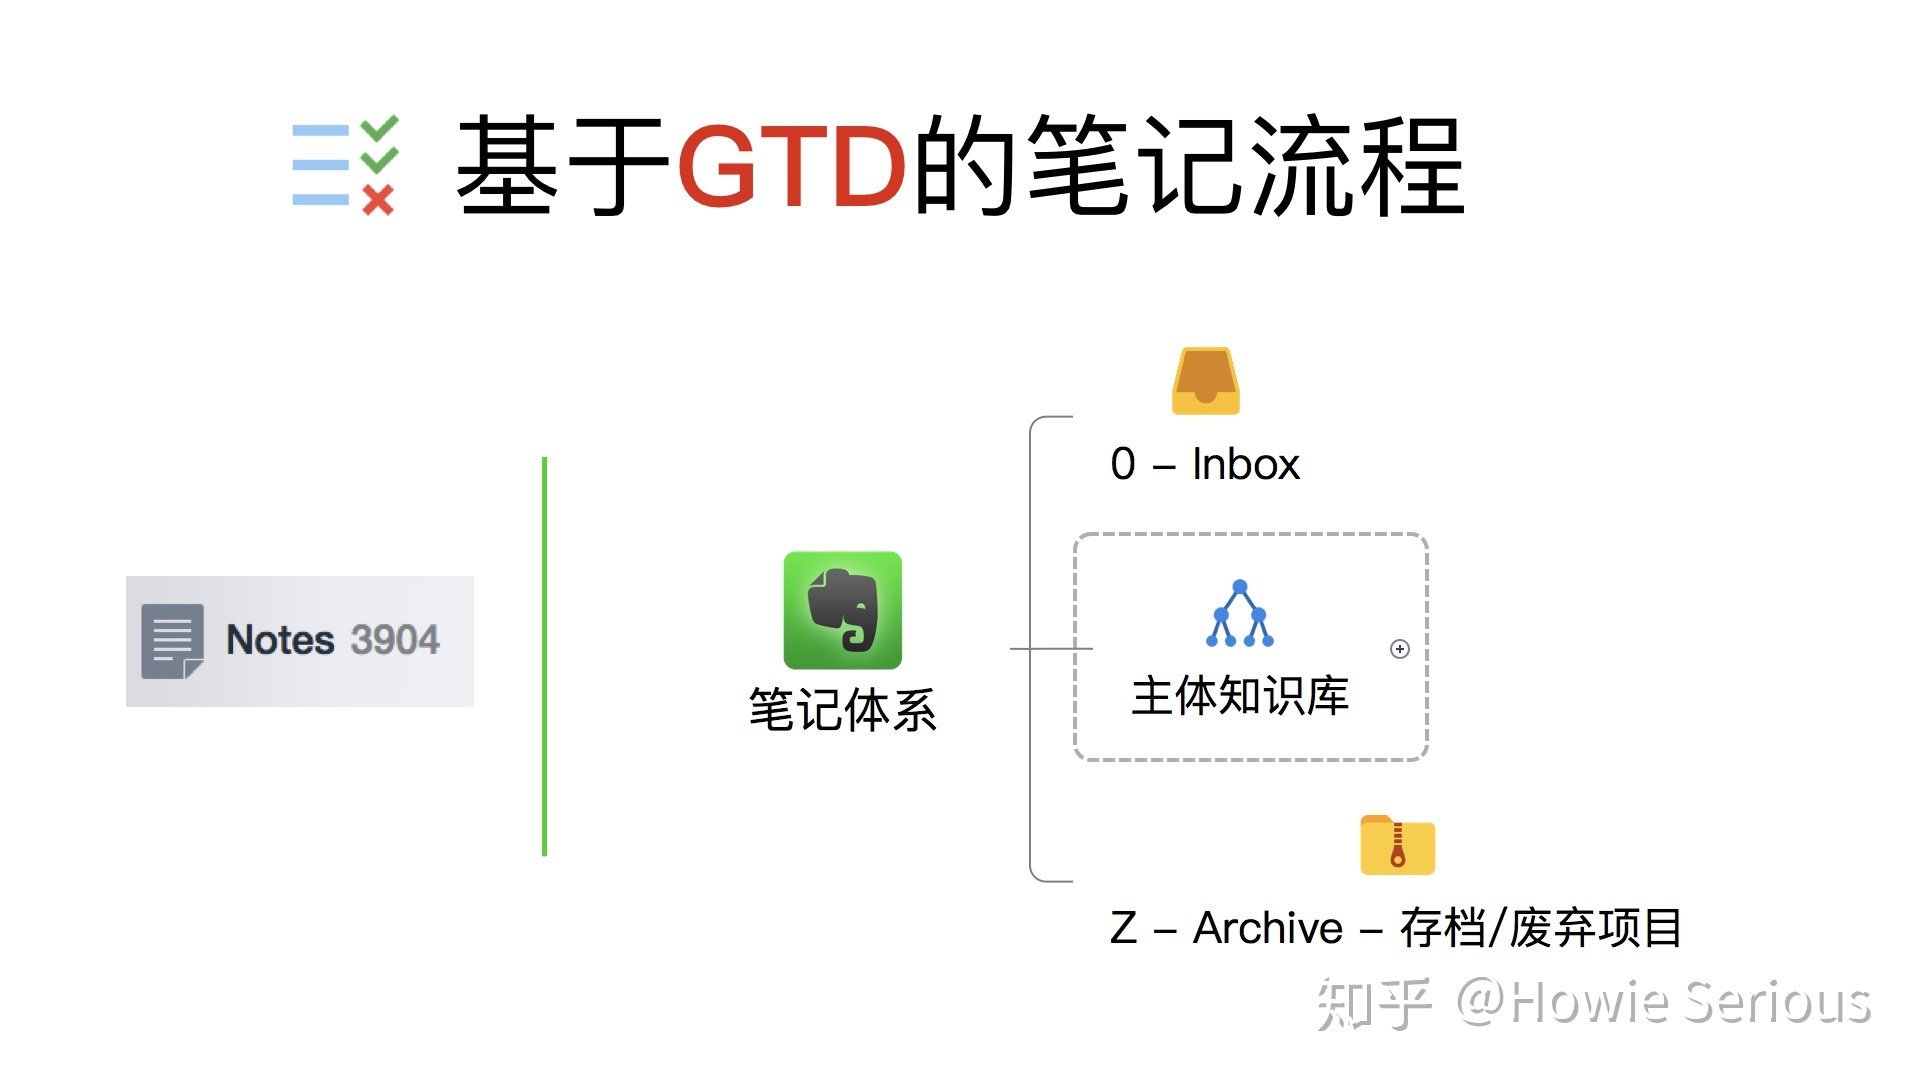 基于GTD的笔记流程
Notes 3904
笔记体系
0 – Inbox
主体知识库
Z – Archive – 存档/废弃项目
知乎 @Howie Serious